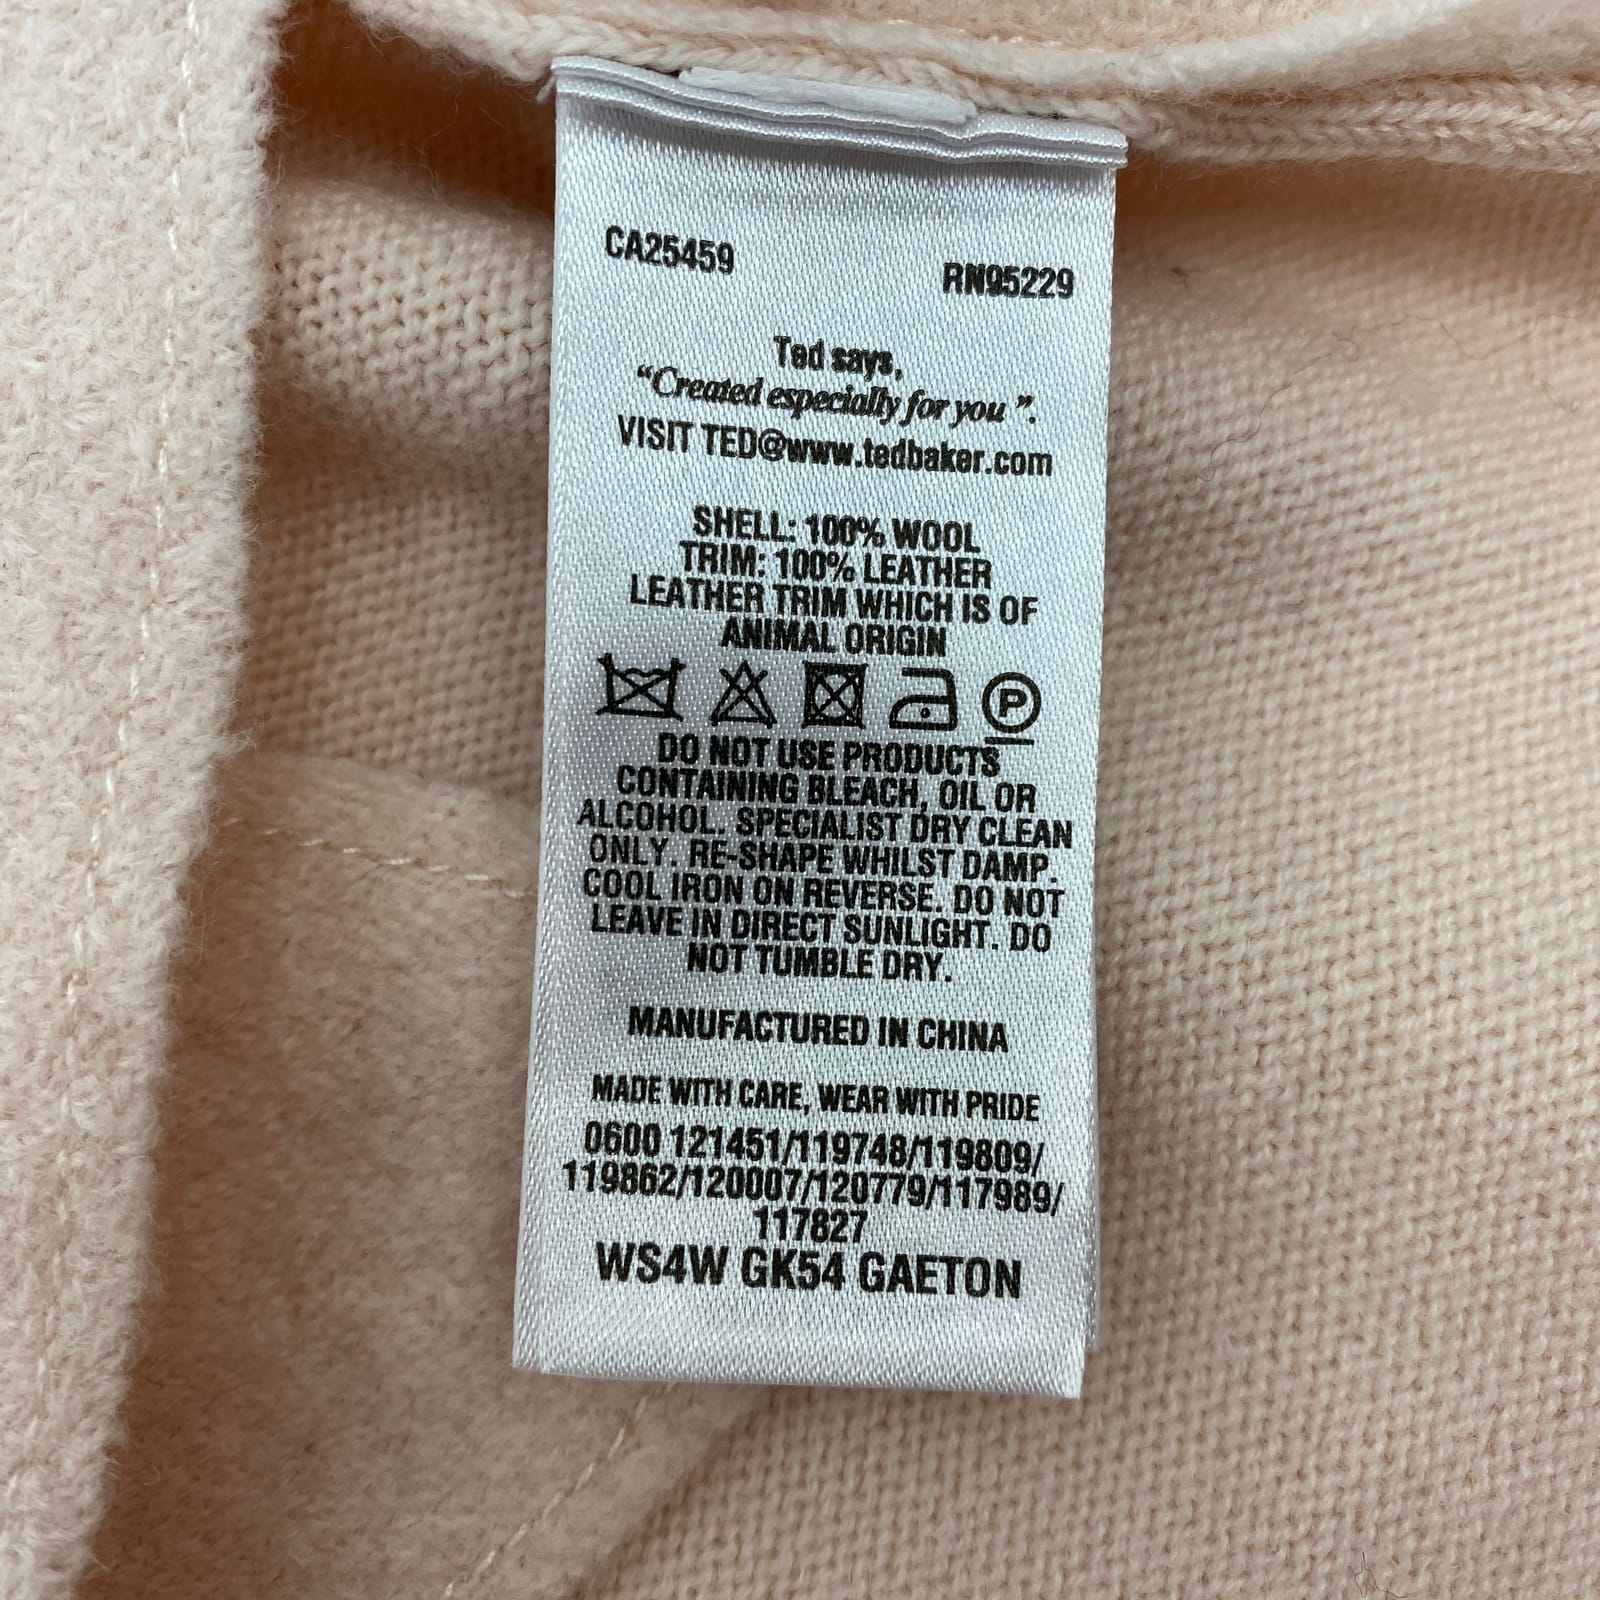 CA25459 RN95229
Ted says,
“Created especially for you”.
VISIT TED@www.tedbaker.com
SHELL: 100% WOOL
TRIM: 100% LEATHER
LEATHER TRIM WHICH IS OF
ANIMAL ORIGIN
P
DO NOT USE PRODUCTS
CONTAINING BLEACH, OIL OR
ALCOHOL. SPECIALIST DRY CLEAN
ONLY. RE-SHAPE WHILST DAMP.
COOL IRON ON REVERSE. DO NOT
LEAVE IN DIRECT SUNLIGHT. DO
NOT TUMBLE DRY.
MANUFACTURED IN CHINA
MADE WITH CARE, WEAR WITH PRIDE
0600 121451/119748/119809/
119862/120007/120779/117989/
117827
WS4W GK54 GAETON